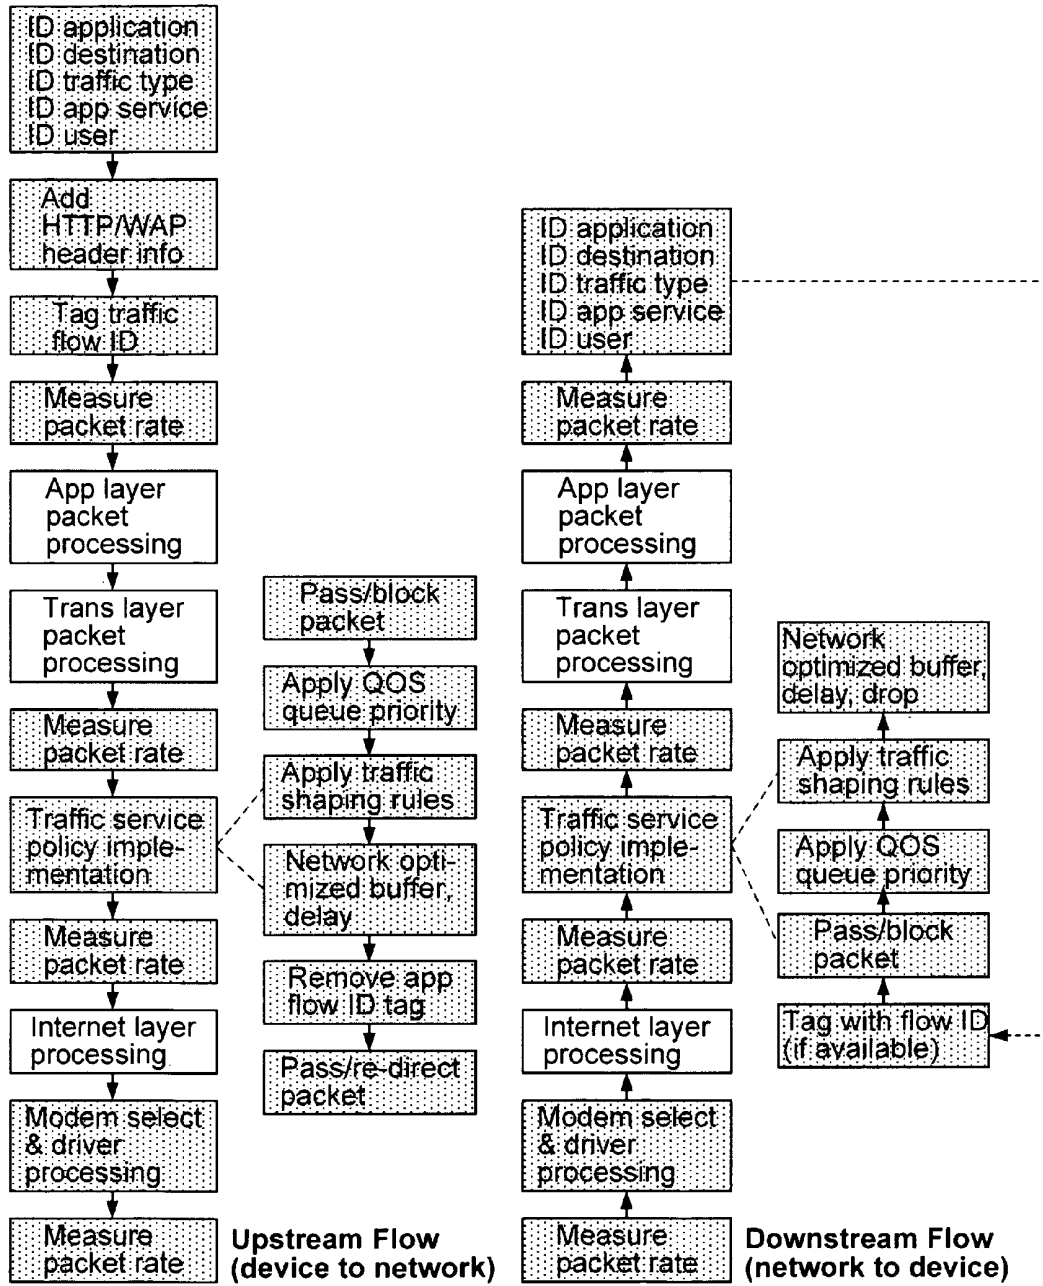 ID application
ID destination
ID traffic type
ID app service
ID user
Add
HTTP/WAP
header info
Tag traffic
flow ID
Measure
packet rate
App layer
packet
processing
Trans layer
packet
processing
Measure
packet rate
Traffic service
policy imple-
mentation
Measure
packet rate
Internet layer
processing
Modem select
& driver
processing
Measure
packet rate
Pass/block
packet
Apply QOS
queue priority
Apply traffic
shaping rules
Network opti-
mized buffer,
delay
Remove app
flow ID tag
Pass/re-direct
packet
Upstream Flow
(device to network)
ID application
ID destination
ID traffic type
ID app service
ID user
Measure
packet rate
App layer
packet
processing
Trans layer
packet
processing
Measure
packet rate
Traffic service
policy imple-
mentation
Measure
packet rate
Internet layer
processing
Modem select
& driver
processing
Measure
packet rate
Network
optimized buffer,
delay, drop
Apply traffic
shaping rules
Apply QOS
queue priority
Pass/block
packet
Tag with flow ID
(if available)
Downstream Flow
(network to device)